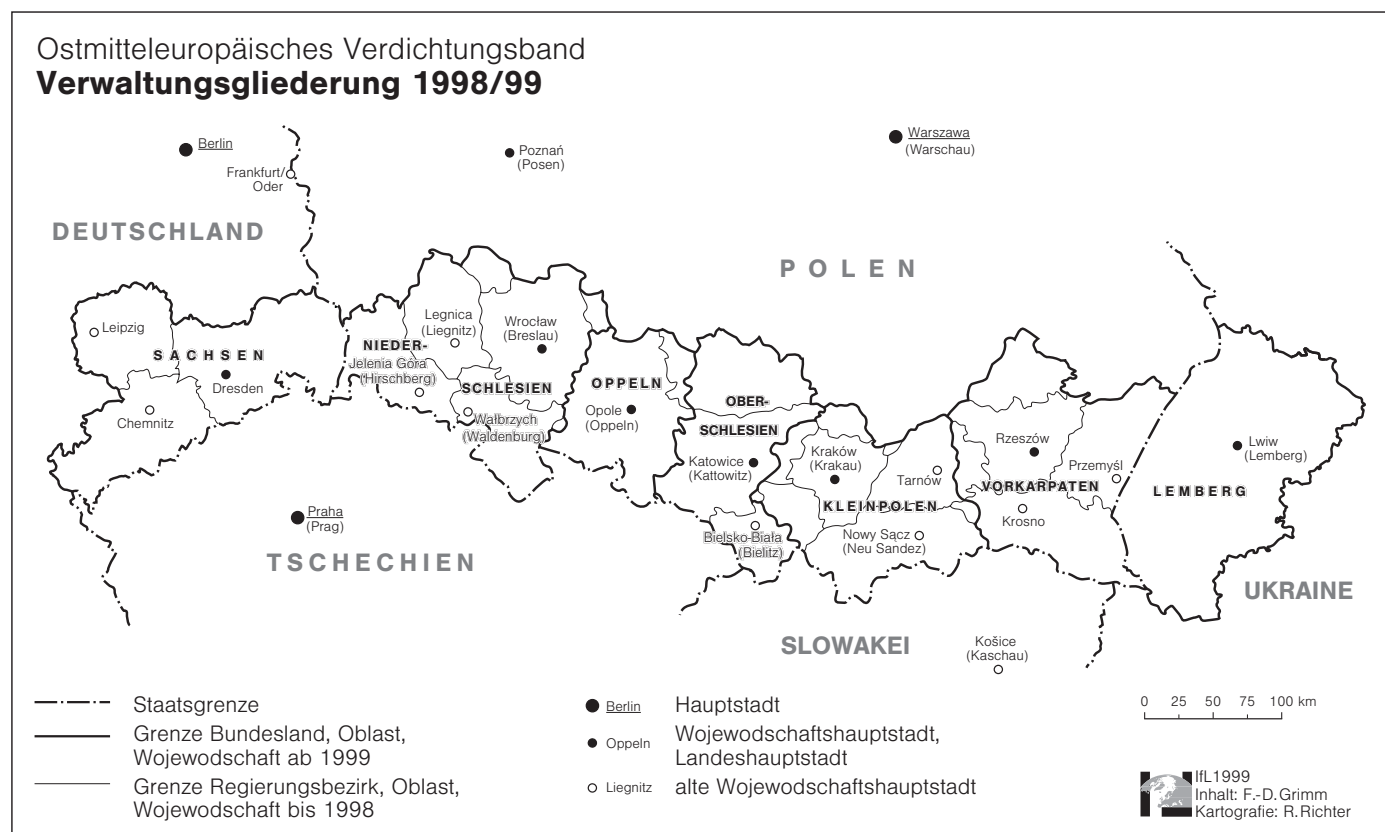 Ostmitteleuropäisches Verdichtungsband
Verwaltungsgliederung 1998/99
Berlin
Frankfurt/
Oder
Poznań
(Posen)
Warszawa
(Warschau)
DEUTSCHLAND
POLEN
Leipzig
SACHSEN
Dresden
Chemnitz
Legnica
(Liegnitz)
Wrocław
(Breslau)
NIEDER-
Jelenia Góra
(Hirschberg)
SCHLESIEN
Wałbrzych
(Waldenburg)
OPPELN
Opole
(Oppeln)
OBER-
SCHLESIEN
Katowice
(Kattowitz)
Bielsko-Biała
(Bielitz)
Kraków
(Krakau)
Tarnów
KLEINPOLEN
Nowy Sącz
(Neu Sandez)
Rzeszów
Przemyśl
VORKARPATEN
Krosno
Lwiw
(Lemberg)
LEMBERG
Praha
(Prag)
TSCHECHIEN
UKRAINE
SLOWAKEI
Košice
(Kaschau)
Staatsgrenze
Grenze Bundesland, Oblast,
Wojewodschaft ab 1999
Grenze Regierungsbezirk, Oblast,
Wojewodschaft bis 1998
Berlin Hauptstadt
Oppeln Wojewodschaftshauptstadt,
Landeshauptstadt
Liegnitz alte Wojewodschaftshauptstadt
0 25 50 75 100 km
IfL1999
Inhalt: F.-D.Grimm
Kartografie: R.Richter